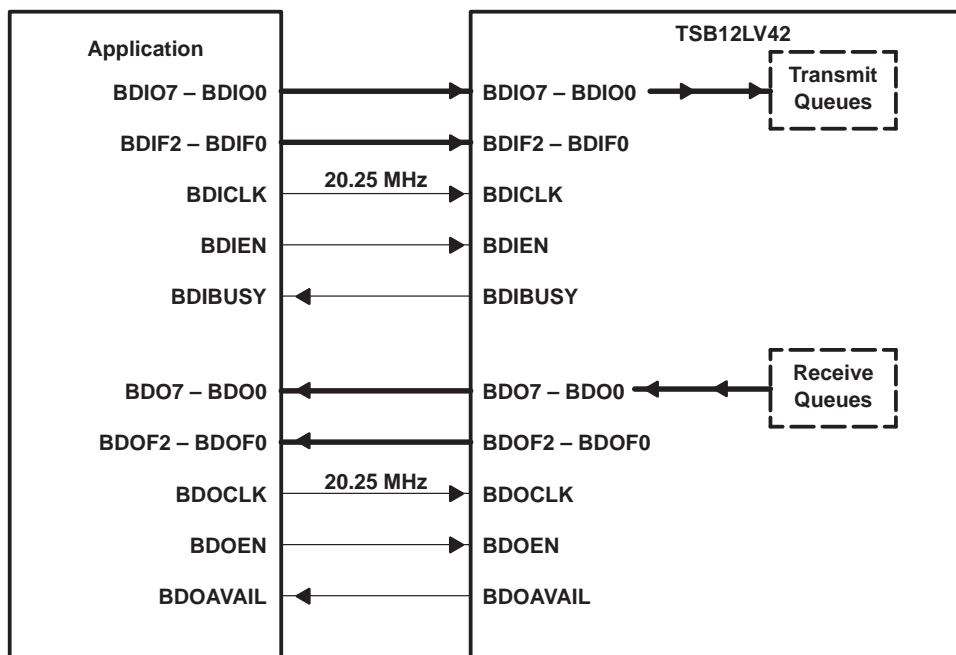 TSB12LV42
Application
Transmit
Queues
BDIO7 – BDIO0
BDIO7 – BDIO0
BDIF2 – BDIF0
BDIF2 – BDIF0
20.25 MHz
BDICLK
BDICLK
BDIEN
BDIEN
BDIBUSY
BDIBUSY
Receive
Queues
BDO7 – BDO0
BDO7 – BDO0
BDOF2 – BDOF0
BDOF2 – BDOF0
20.25 MHz
BDOCLK
BDOCLK
BDOEN
BDOEN
BDOAVAIL
BDOAVAIL